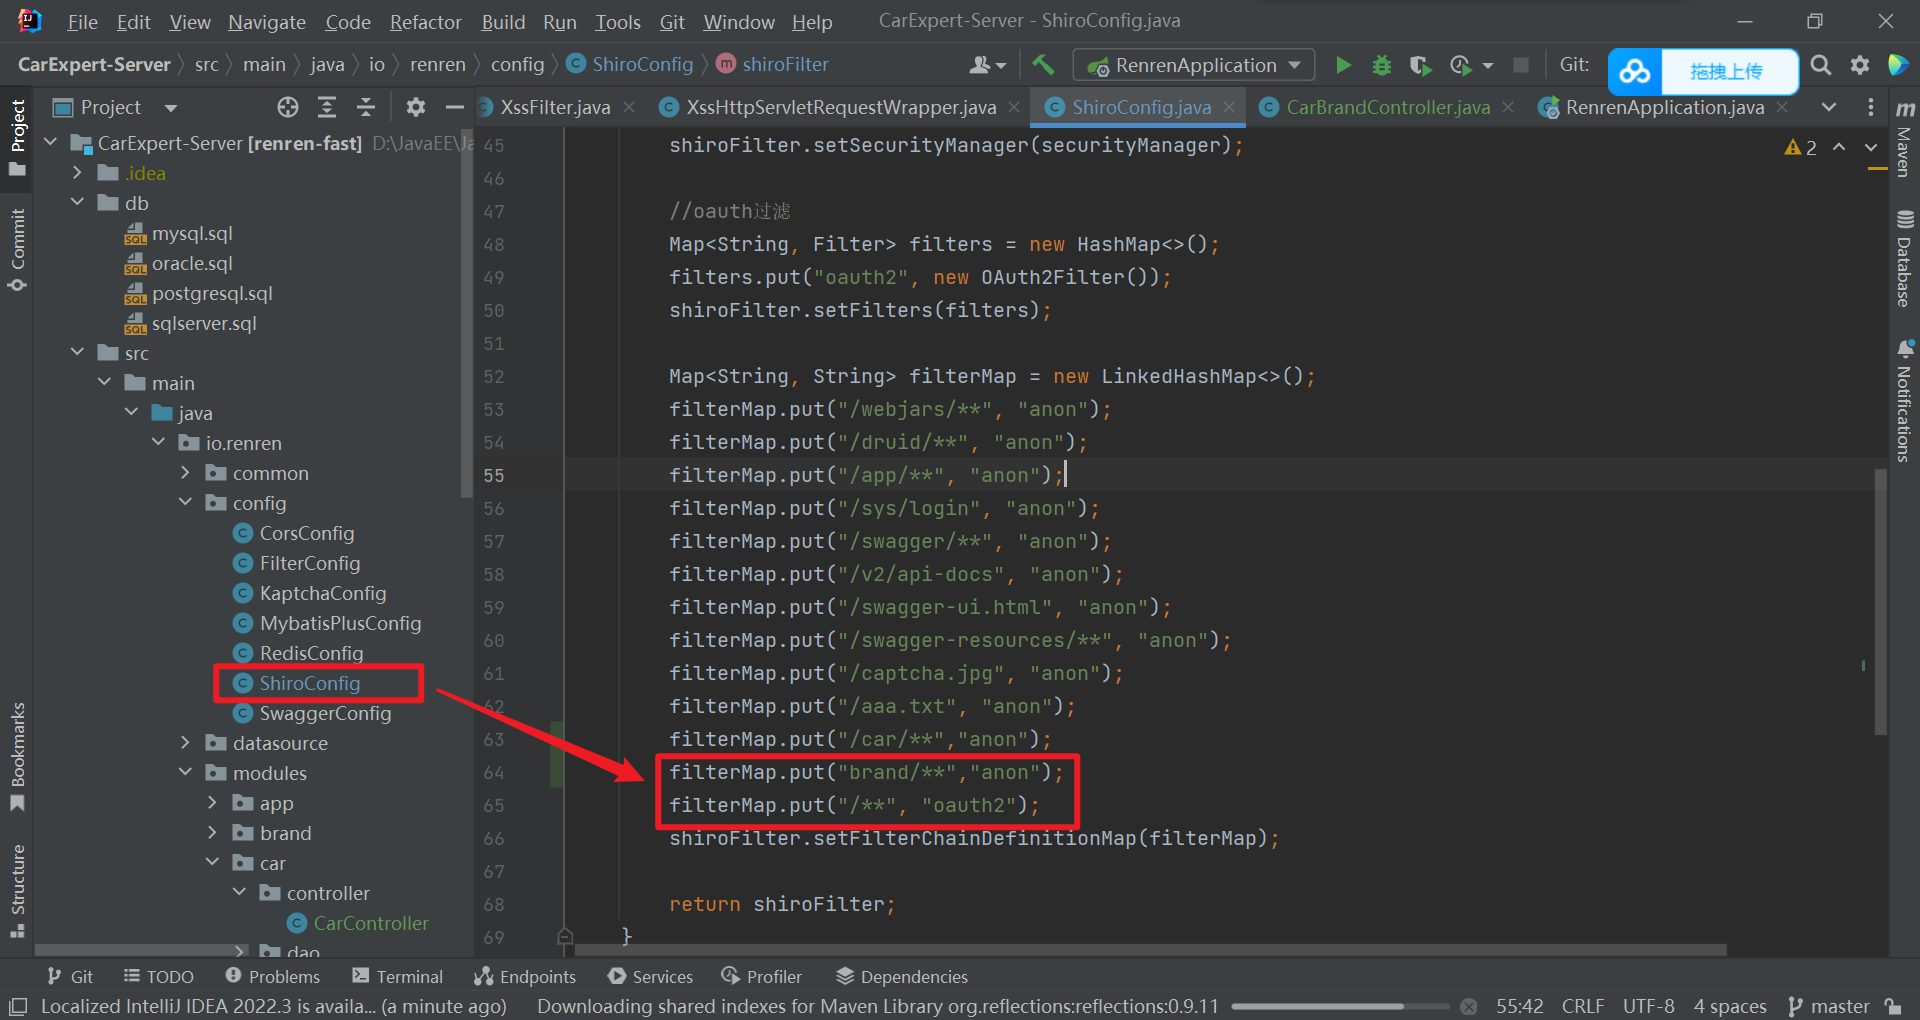 File Edit View Navigate Code Refactor Build Run Tools Git Window Help CarExpert-Server - ShiroConfig.java
CarExpert-Server src main java io renren config ShiroConfig shiroFilter RenrenApplication Git: 拖拽上传
Project
XssFilter.java XssHttpServletRequestWrapper.java ShiroConfig.java CarBrandController.java RenrenApplication.java
Project
Commit
Bookmarks
Structure
CarExpert-Server [renren-fast] D:\JavaEE\Ja
.idea
db
mysql.sql
oracle.sql
postgresql.sql
sqlserver.sql
src
main
java
io.renren
common
config
CorsConfig
FilterConfig
KaptchaConfig
MybatisPlusConfig
RedisConfig
ShiroConfig
SwaggerConfig
datasource
modules
app
brand
car
controller
CarController
dao
2
45 shiroFilter.setSecurityManager(securityManager);
46
47 //oauth过滤
48 Map<String, Filter> filters = new HashMap<>();
49 filters.put("oauth2", new OAuth2Filter());
50 shiroFilter.setFilters(filters);
51
52 Map<String, String> filterMap = new LinkedHashMap<>();
53 filterMap.put("/webjars/**", "anon");
54 filterMap.put("/druid/**", "anon");
55 filterMap.put("/app/**", "anon");
56 filterMap.put("/sys/login", "anon");
57 filterMap.put("/swagger/**", "anon");
58 filterMap.put("/v2/api-docs", "anon");
59 filterMap.put("/swagger-ui.html", "anon");
60 filterMap.put("/swagger-resources/**", "anon");
61 filterMap.put("/captcha.jpg", "anon");
62 filterMap.put("/aaa.txt", "anon");
63 filterMap.put("/car/**","anon");
64 filterMap.put("brand/**","anon");
65 filterMap.put("/**", "oauth2");
66 shiroFilter.setFilterChainDefinitionMap(filterMap);
67
68 return shiroFilter;
69 }
Maven
Database
Notifications
Git TODO Problems Terminal Endpoints Services Profiler Dependencies
Localized IntelliJ IDEA 2022.3 is availa... (a minute ago) Downloading shared indexes for Maven Library org.reflections:reflections:0.9.11 55:42 CRLF UTF-8 4 spaces master